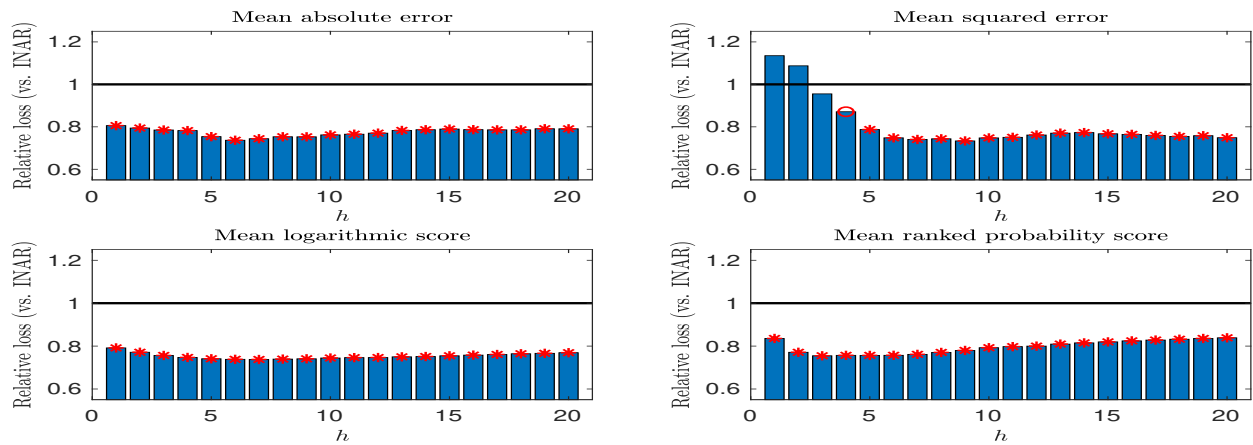 Mean absolute error
Relative loss (vs. INAR)
1.2
1
0.8
0.6
0 5 10 15 20
h
Mean squared error
Relative loss (vs. INAR)
1.2
1
0.8
0.6
0 5 10 15 20
h
Mean logarithmic score
Relative loss (vs. INAR)
1.2
1
0.8
0.6
0 5 10 15 20
h
Mean ranked probability score
Relative loss (vs. INAR)
1.2
1
0.8
0.6
0 5 10 15 20
h